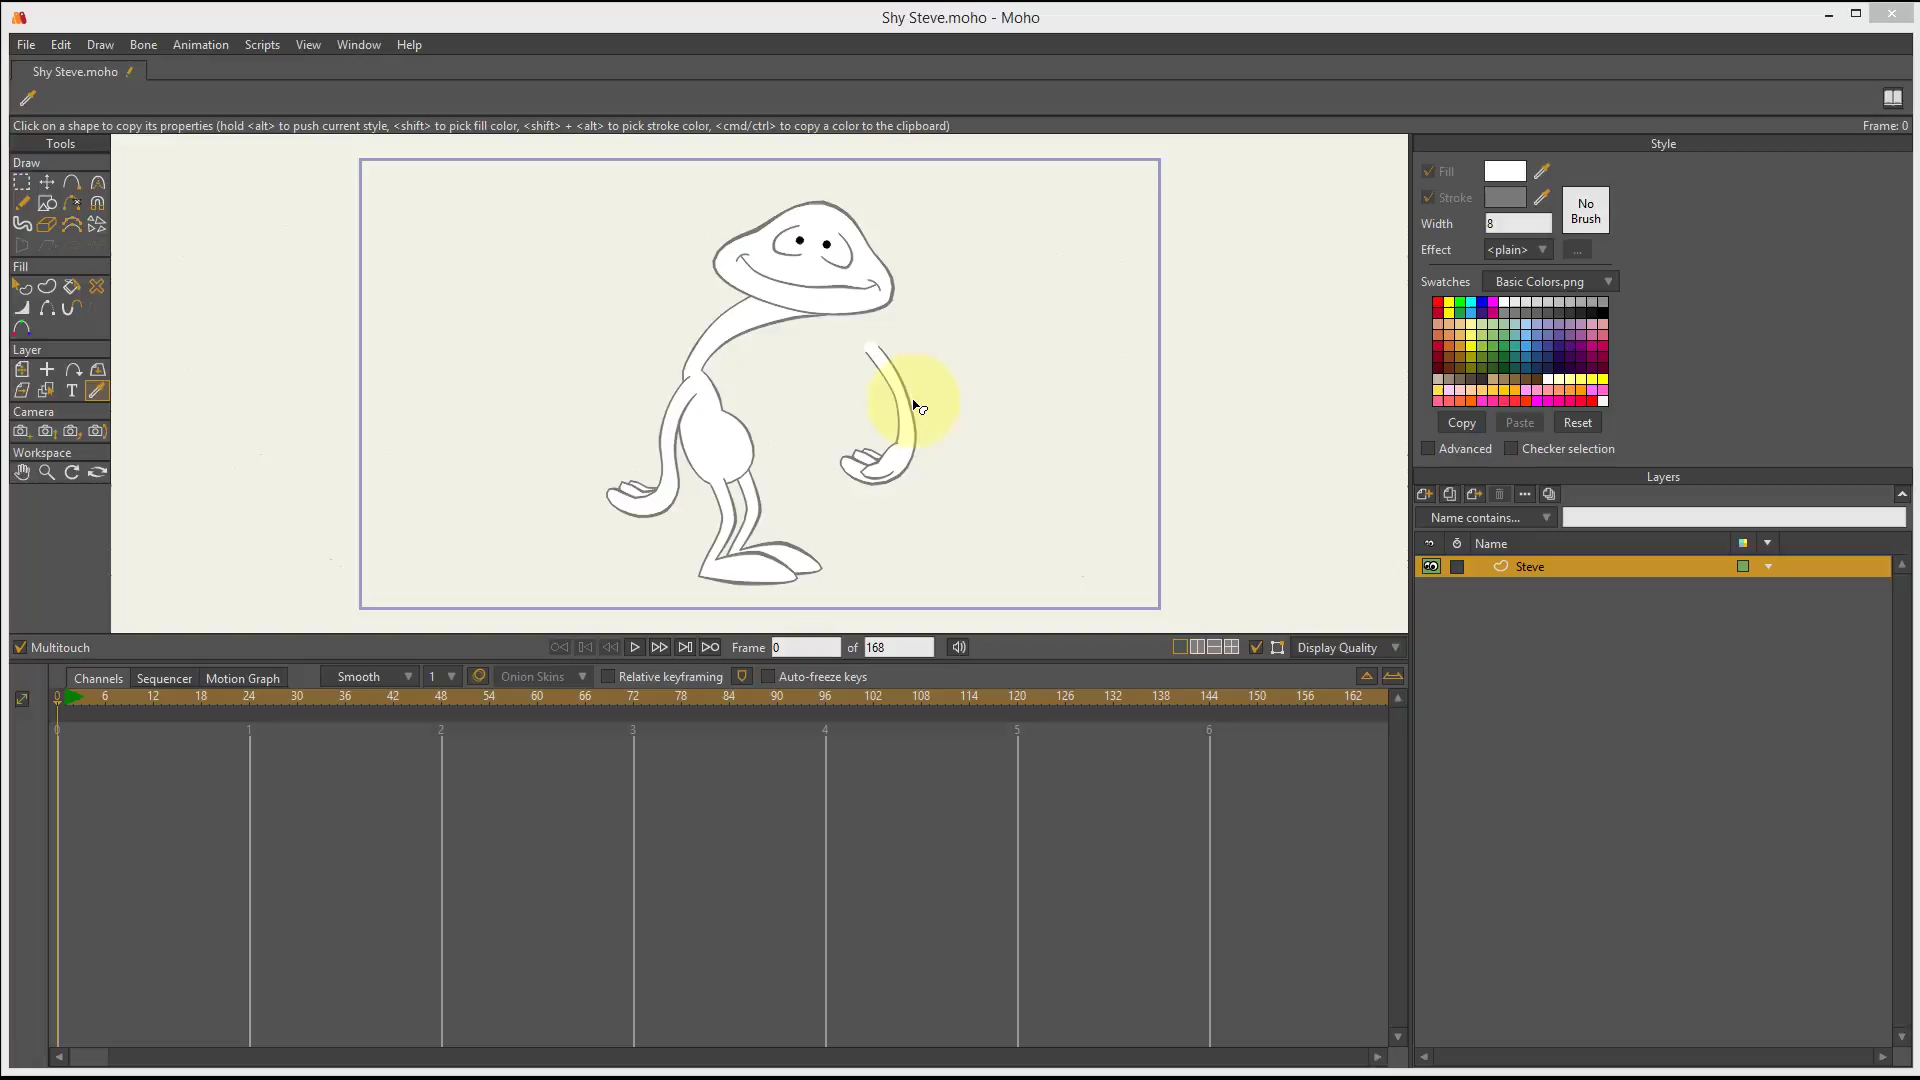 Shy Steve.moho - Moho
File Edit Draw Bone Animation Scripts View Window Help
Shy Steve.moho
Click on a shape to copy its properties (hold <alt> to push current style, <shift> to pick fill color, <shift> + <alt> to pick stroke color, <cmd/ctrl> to copy a color to the clipboard) Frame: 0
Tools
Draw
Fill
Layer
T
Camera
Workspace
Style
Fill
Stroke
No Brush
Width 8
Effect <plain> ...
Swatches Basic Colors.png
Copy Paste Reset
Advanced Checker selection
Layers
Name contains...
Name
Steve
Multitouch Frame 0 of 168 Display Quality
Channels Sequencer Motion Graph Smooth 1 Onion Skins Relative keyframing Auto-freeze keys
0 6 12 18 24 30 36 42 48 54 60 66 72 78 84 90 96 102 108 114 120 126 132 138 144 150 156 162
0 1 2 3 4 5 6